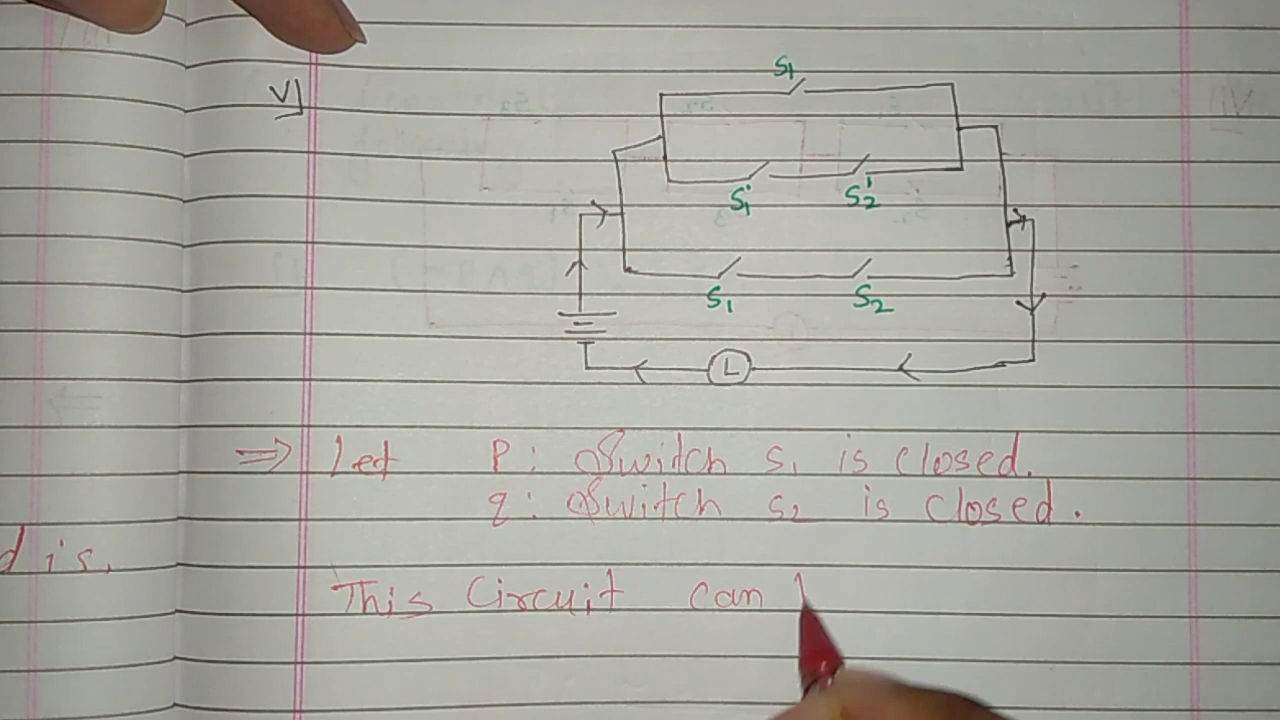 V)
S1
S1' S2'
S1 S2
L
⇒ Let P: Switch S1 is closed.
q: Switch S2 is closed.
d is.
This Circuit can